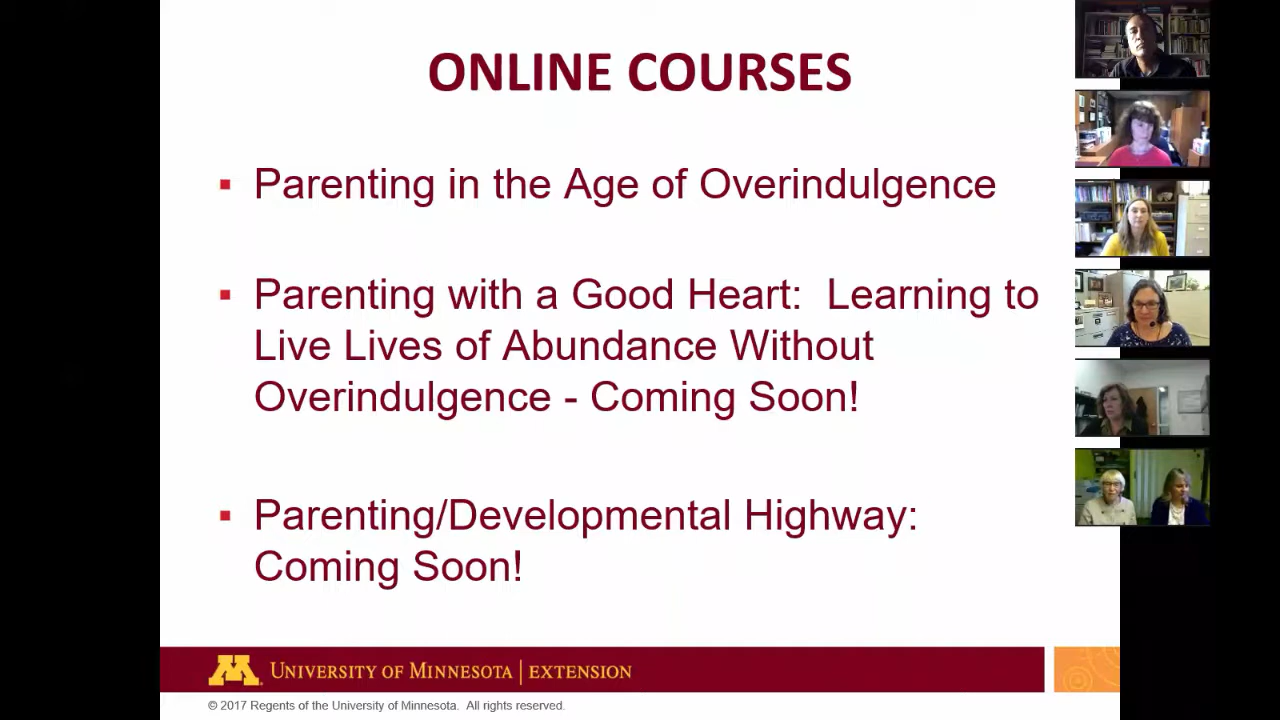 ONLINE COURSES
▪ Parenting in the Age of Overindulgence
▪ Parenting with a Good Heart:  Learning to
Live Lives of Abundance Without
Overindulgence - Coming Soon!
▪ Parenting/Developmental Highway:
Coming Soon!
M UNIVERSITY OF MINNESOTA | EXTENSION
© 2017 Regents of the University of Minnesota.  All rights reserved.